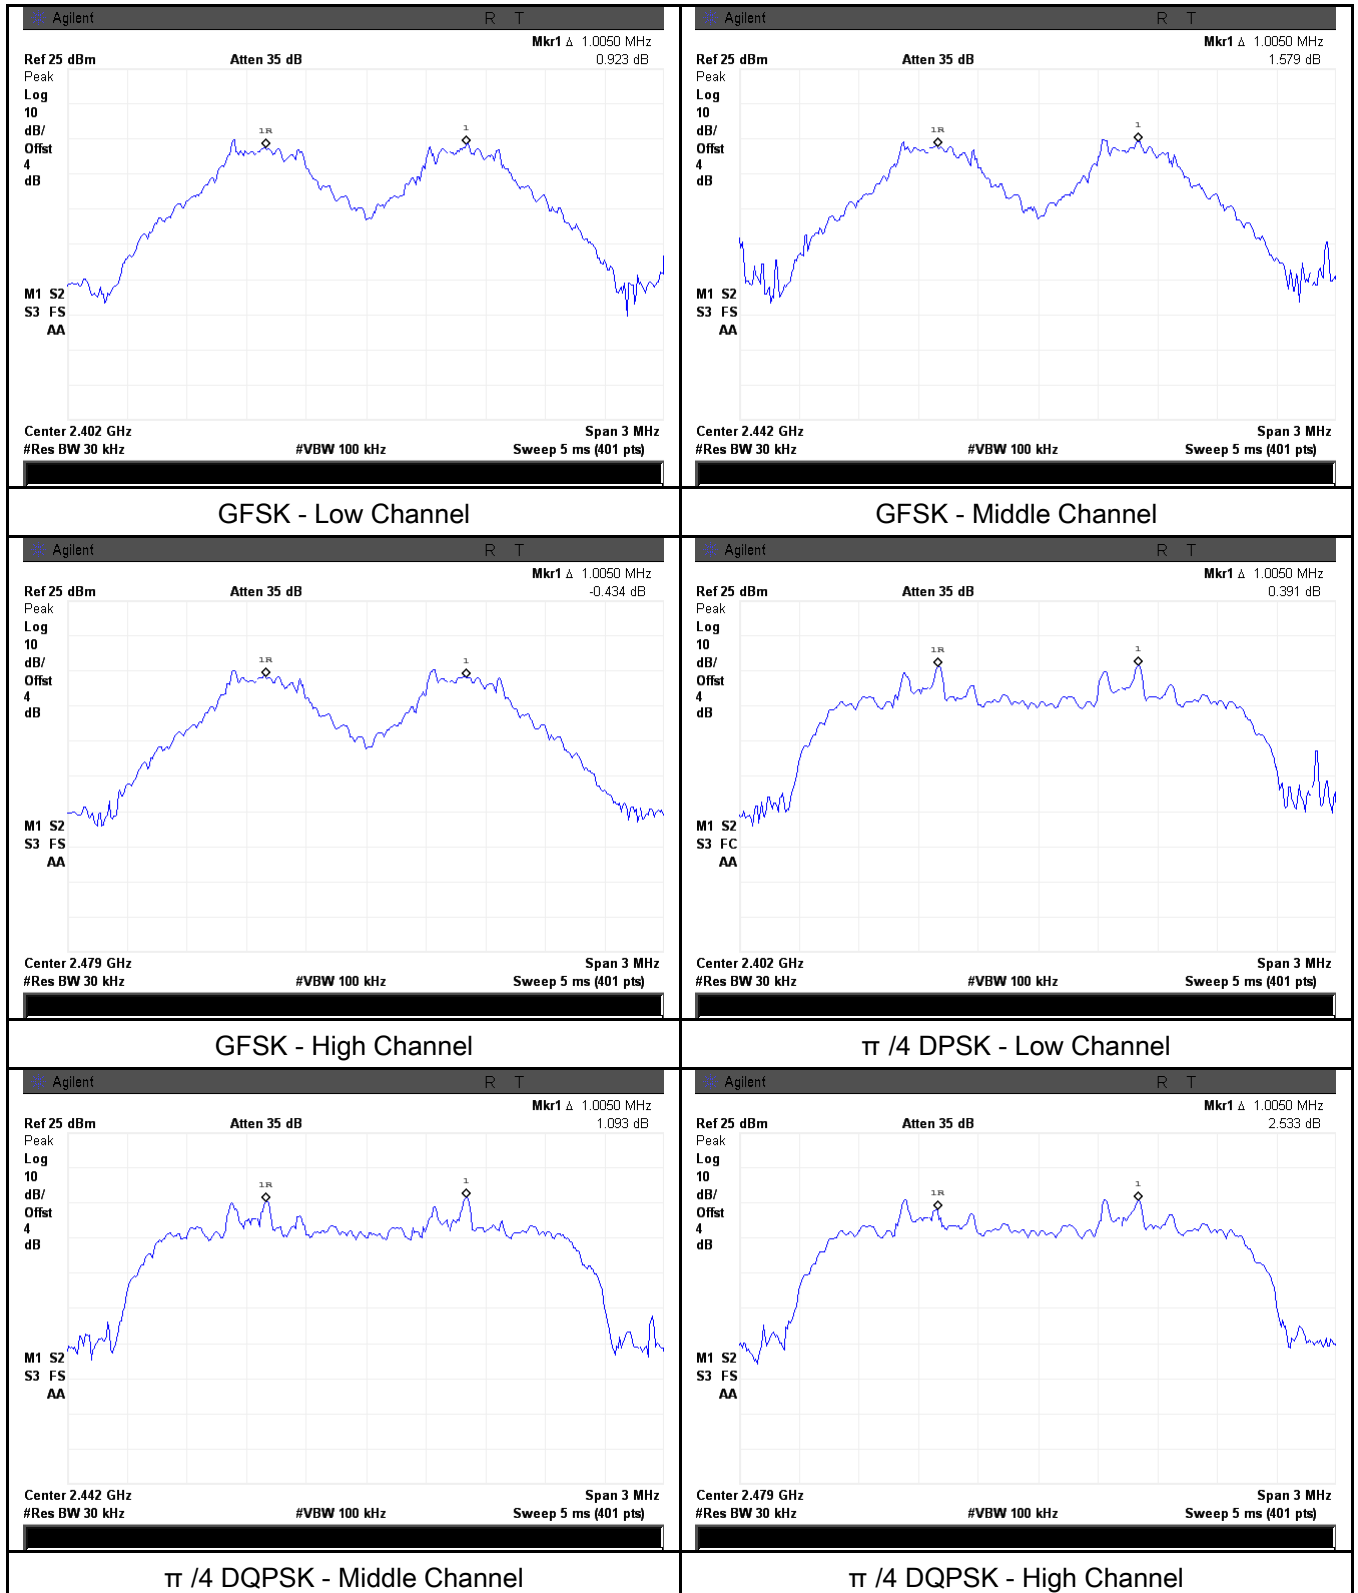 Agilent R T
Mkr1 Δ 1.0050 MHz
Ref 25 dBm Atten 35 dB 0.923 dB
Peak
Log
10
dB/
Offst
4
dB
1R 1
M1 S2
S3 FS
AA
Center 2.402 GHz Span 3 MHz
#Res BW 30 kHz #VBW 100 kHz Sweep 5 ms (401 pts)
GFSK - Low Channel
Agilent R T
Mkr1 Δ 1.0050 MHz
Ref 25 dBm Atten 35 dB 1.579 dB
Peak
Log
10
dB/
Offst
4
dB
1R 1
M1 S2
S3 FS
AA
Center 2.442 GHz Span 3 MHz
#Res BW 30 kHz #VBW 100 kHz Sweep 5 ms (401 pts)
GFSK - Middle Channel
Agilent R T
Mkr1 Δ 1.0050 MHz
Ref 25 dBm Atten 35 dB -0.434 dB
Peak
Log
10
dB/
Offst
4
dB
1R 1
M1 S2
S3 FS
AA
Center 2.479 GHz Span 3 MHz
#Res BW 30 kHz #VBW 100 kHz Sweep 5 ms (401 pts)
GFSK - High Channel
Agilent R T
Mkr1 Δ 1.0050 MHz
Ref 25 dBm Atten 35 dB 0.391 dB
Peak
Log
10
dB/
Offst
4
dB
1R 1
M1 S2
S3 FC
AA
Center 2.402 GHz Span 3 MHz
#Res BW 30 kHz #VBW 100 kHz Sweep 5 ms (401 pts)
π /4 DPSK - Low Channel
Agilent R T
Mkr1 Δ 1.0050 MHz
Ref 25 dBm Atten 35 dB 1.093 dB
Peak
Log
10
dB/
Offst
4
dB
1R 1
M1 S2
S3 FS
AA
Center 2.442 GHz Span 3 MHz
#Res BW 30 kHz #VBW 100 kHz Sweep 5 ms (401 pts)
π /4 DQPSK - Middle Channel
Agilent R T
Mkr1 Δ 1.0050 MHz
Ref 25 dBm Atten 35 dB 2.533 dB
Peak
Log
10
dB/
Offst
4
dB
1R 1
M1 S2
S3 FS
AA
Center 2.479 GHz Span 3 MHz
#Res BW 30 kHz #VBW 100 kHz Sweep 5 ms (401 pts)
π /4 DQPSK - High Channel